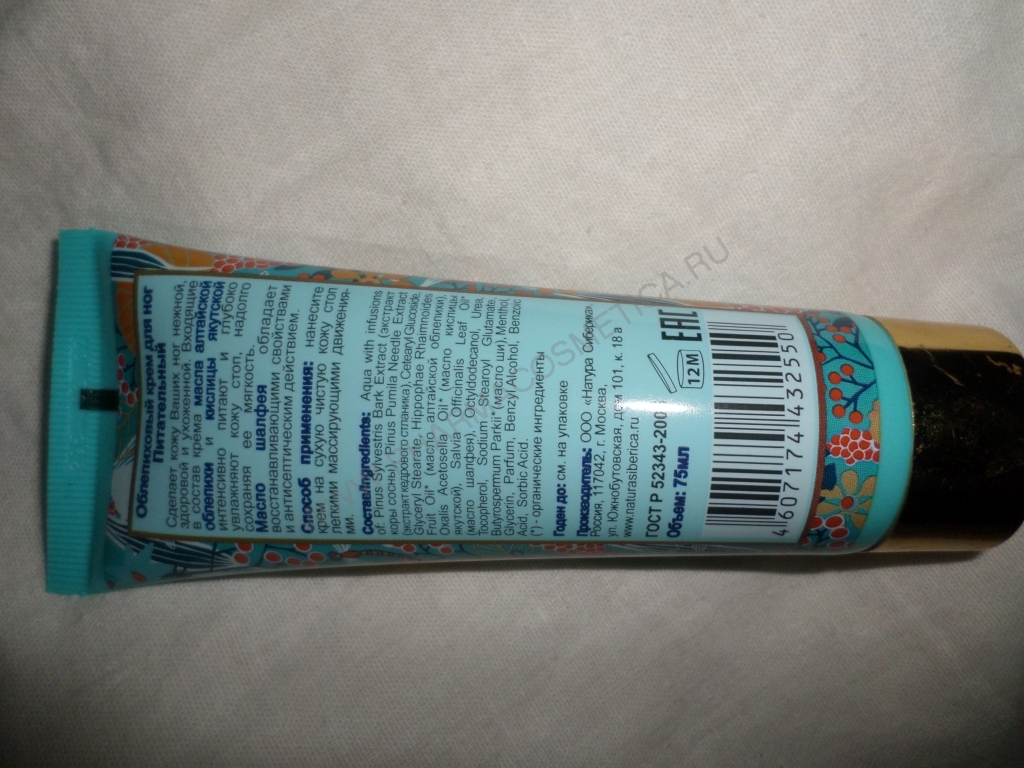 Облепиховый крем для ног
Питательный
Сделает кожу Ваших ног нежной,
здоровой и ухоженной. Входящие
в состав крема масла алтайской
облепихи и кислицы якутской
интенсивно питают и глубоко
увлажняют кожу стоп, надолго
сохраняя ее мягкость.
Масло шалфея обладает
восстанавливающими свойствами
и антисептическим действием.
Способ применения: нанесите
крем на сухую чистую кожу стоп
легкими массирующими движения-
ми.
Состав/Ingredients: Aqua with infusions
of: Pinus Sylvestris Bark Extract (экстракт
коры сосны), Pinus Pumila Needle Extract
(экстракт кедрового стланика), Cetearyl Glucoside,
Glyceryl Stearate, Hippophae Rhamnoides
Fruit Oil* (масло алтайской облепихи),
Oxalis Acetosella Oil* (масло кислицы
якутской), Salvia Officinalis Leaf Oil*
(масло шалфея), Octyldodecanol, Urea,
Tocopherol, Sodium Stearoyl Glutamate,
Butyrospermum Parkii*(масло ши),Menthol,
Glycerin, Parfum, Benzyl Alcohol, Benzoic
Acid, Sorbic Acid.
(*) - органические ингредиенты
Годен до: см. на упаковке
Производитель: ООО «Натура Сиберика»
Россия, 117042, г. Москва,
ул. Южнобутовская, дом 101, к. 18а
www.naturasiberica.ru
ГОСТ Р 52343-200
Объем: 75мл
12M
EAC
4 607174 432550
COSMETICA.RU